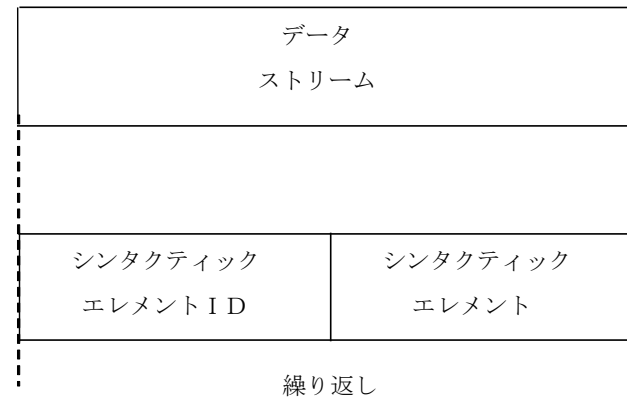 データ
ストリーム
シンタクティック
エレメントＩＤ
シンタクティック
エレメント
繰り返し